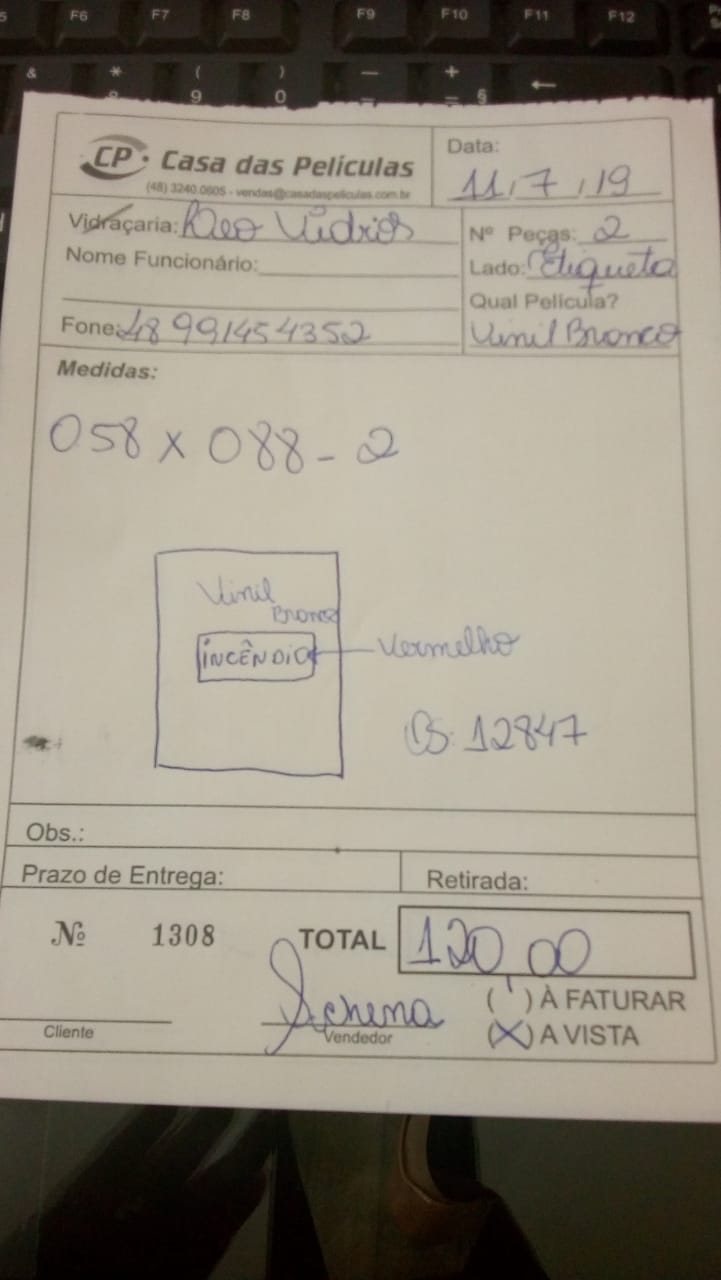 F6 F7 F8 F9 F10 F11 F12
& * ( ) — +
9 0 = §
CP. Casa das Películas
(48) 3240.0605 - vendas@casadaspeliculas.com.br
Data:
11/7/19
Vidraçaria: Vidros
Nome Funcionário:
Fone: 48 991454352
Nº Peças: 2
Lado: Etiqueta
Qual Película?
Vinil Branco
Medidas:
058 x 088 - 2
Vinil
Branco
INCÊNDIO
Vermelho
OS: 12847
Obs.:
Prazo de Entrega:
Retirada:
Nº 1308
TOTAL 120,00
( ) À FATURAR
(X) A VISTA
Cliente
Vendedor